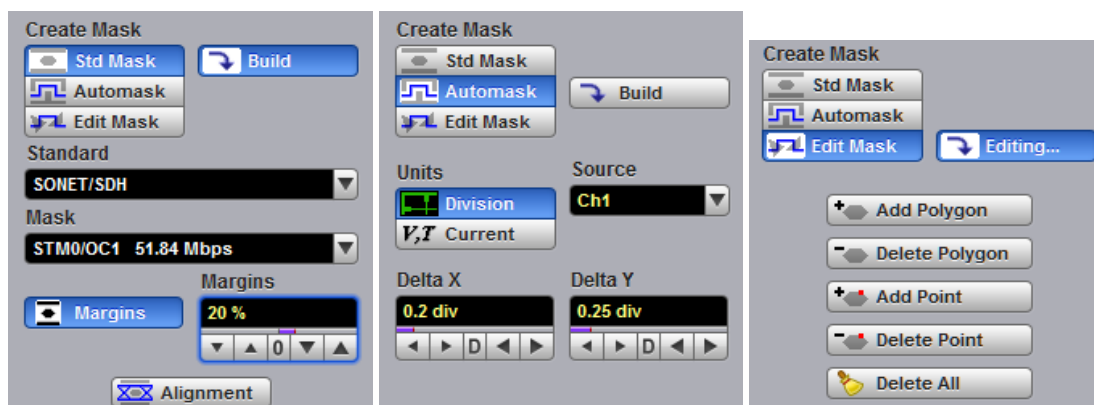 Create Mask
Std Mask
Build
Automask
Edit Mask
Standard
SONET/SDH
Mask
STM0/OC1 51.84 Mbps
Margins
Margins
20 %
0
Alignment
Create Mask
Std Mask
Automask
Build
Edit Mask
Units
Source
Division
Ch1
V,T Current
Delta X
Delta Y
0.2 div
0.25 div
D
D
Create Mask
Std Mask
Automask
Edit Mask
Editing...
Add Polygon
Delete Polygon
Add Point
Delete Point
Delete All